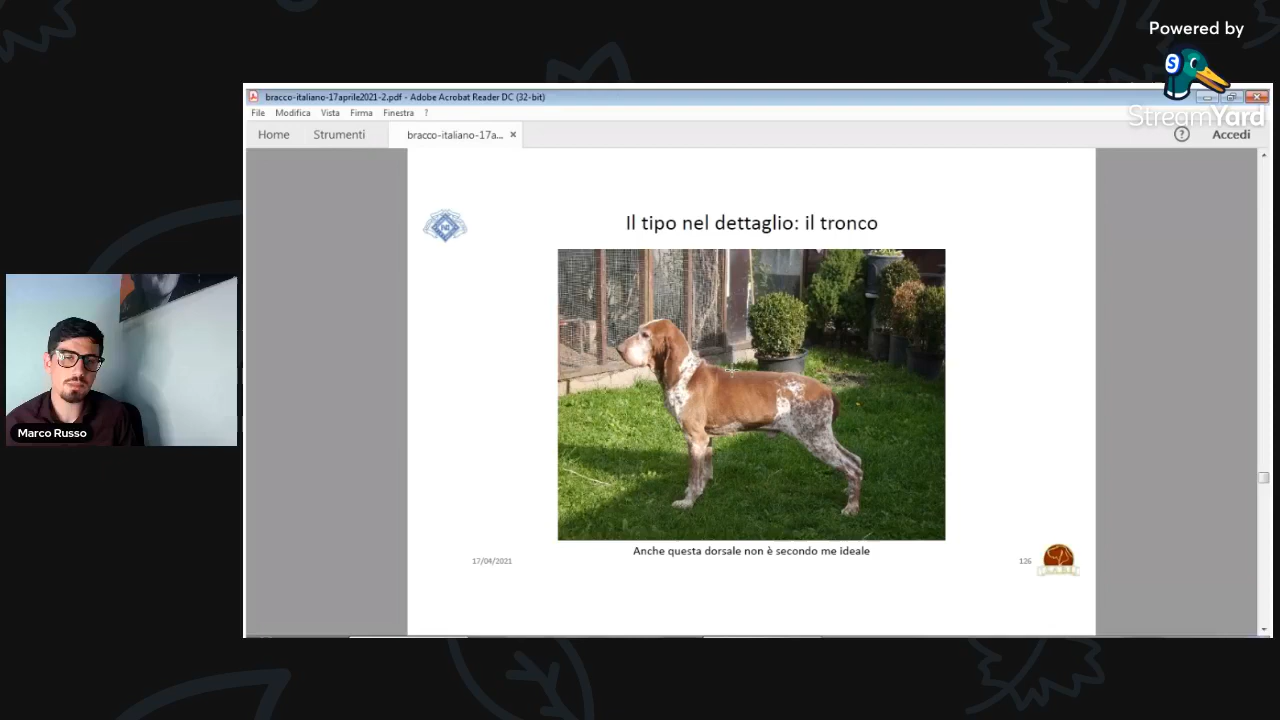 Powered by
StreamYard
bracco-italiano-17aprile2021-2.pdf - Adobe Acrobat Reader DC (32-bit)
File Modifica Vista Firma Finestra ?
Home Strumenti bracco-italiano-17a... × ? Accedi
Il tipo nel dettaglio: il tronco
Marco Russo
Anche questa dorsale non è secondo me ideale
17/04/2021 126